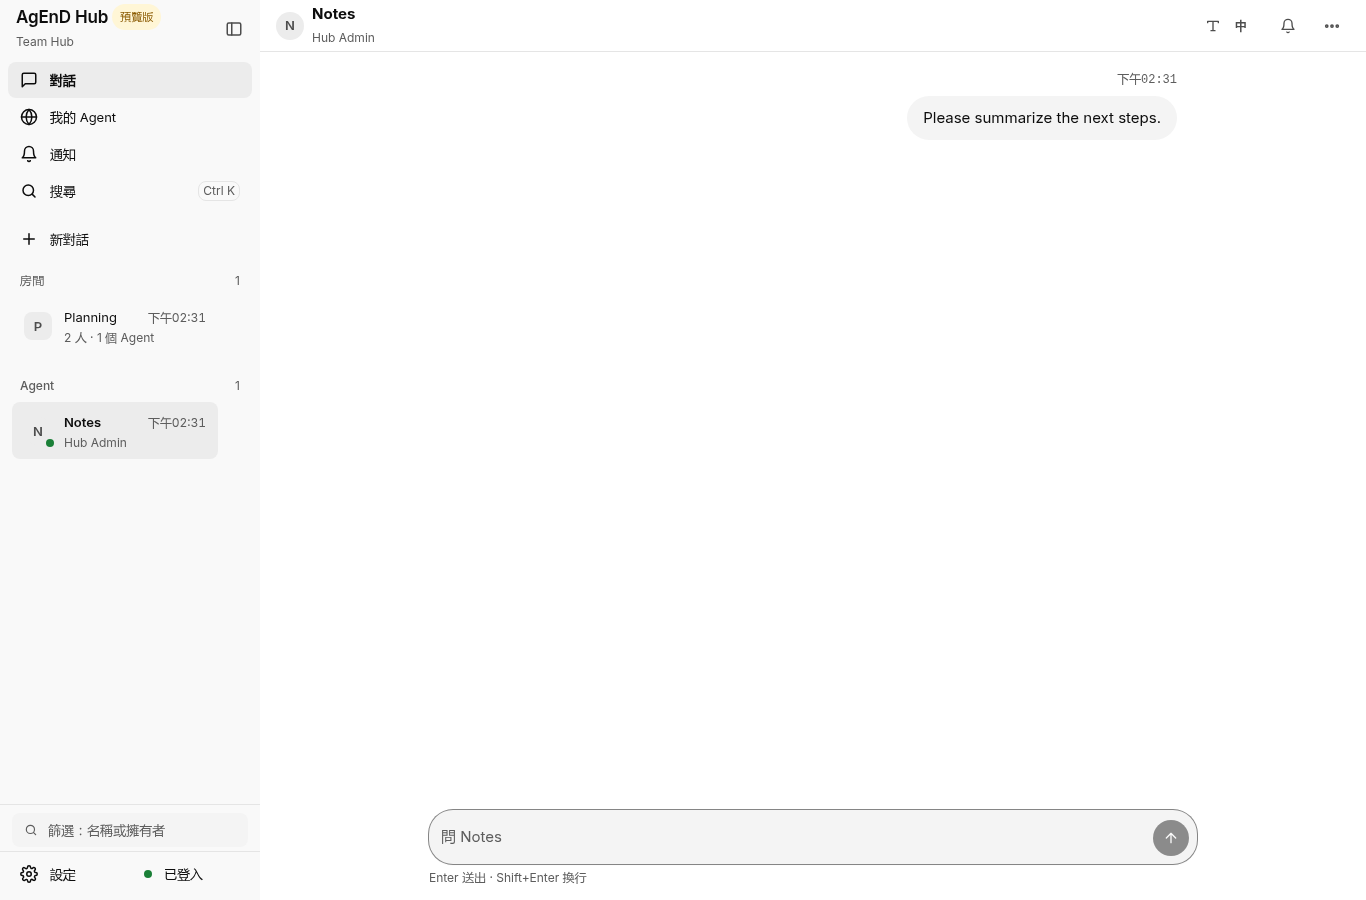 AgEnD Hub 預覽版
Team Hub
對話
我的 Agent
通知
搜尋 Ctrl K
新對話
房間 1
P Planning 下午02:31
2 人 · 1 個 Agent
Agent 1
N Notes 下午02:31
Hub Admin
篩選：名稱或擁有者
設定 已登入
N Notes
Hub Admin
T 中
下午02:31
Please summarize the next steps.
問 Notes
Enter 送出 · Shift+Enter 換行